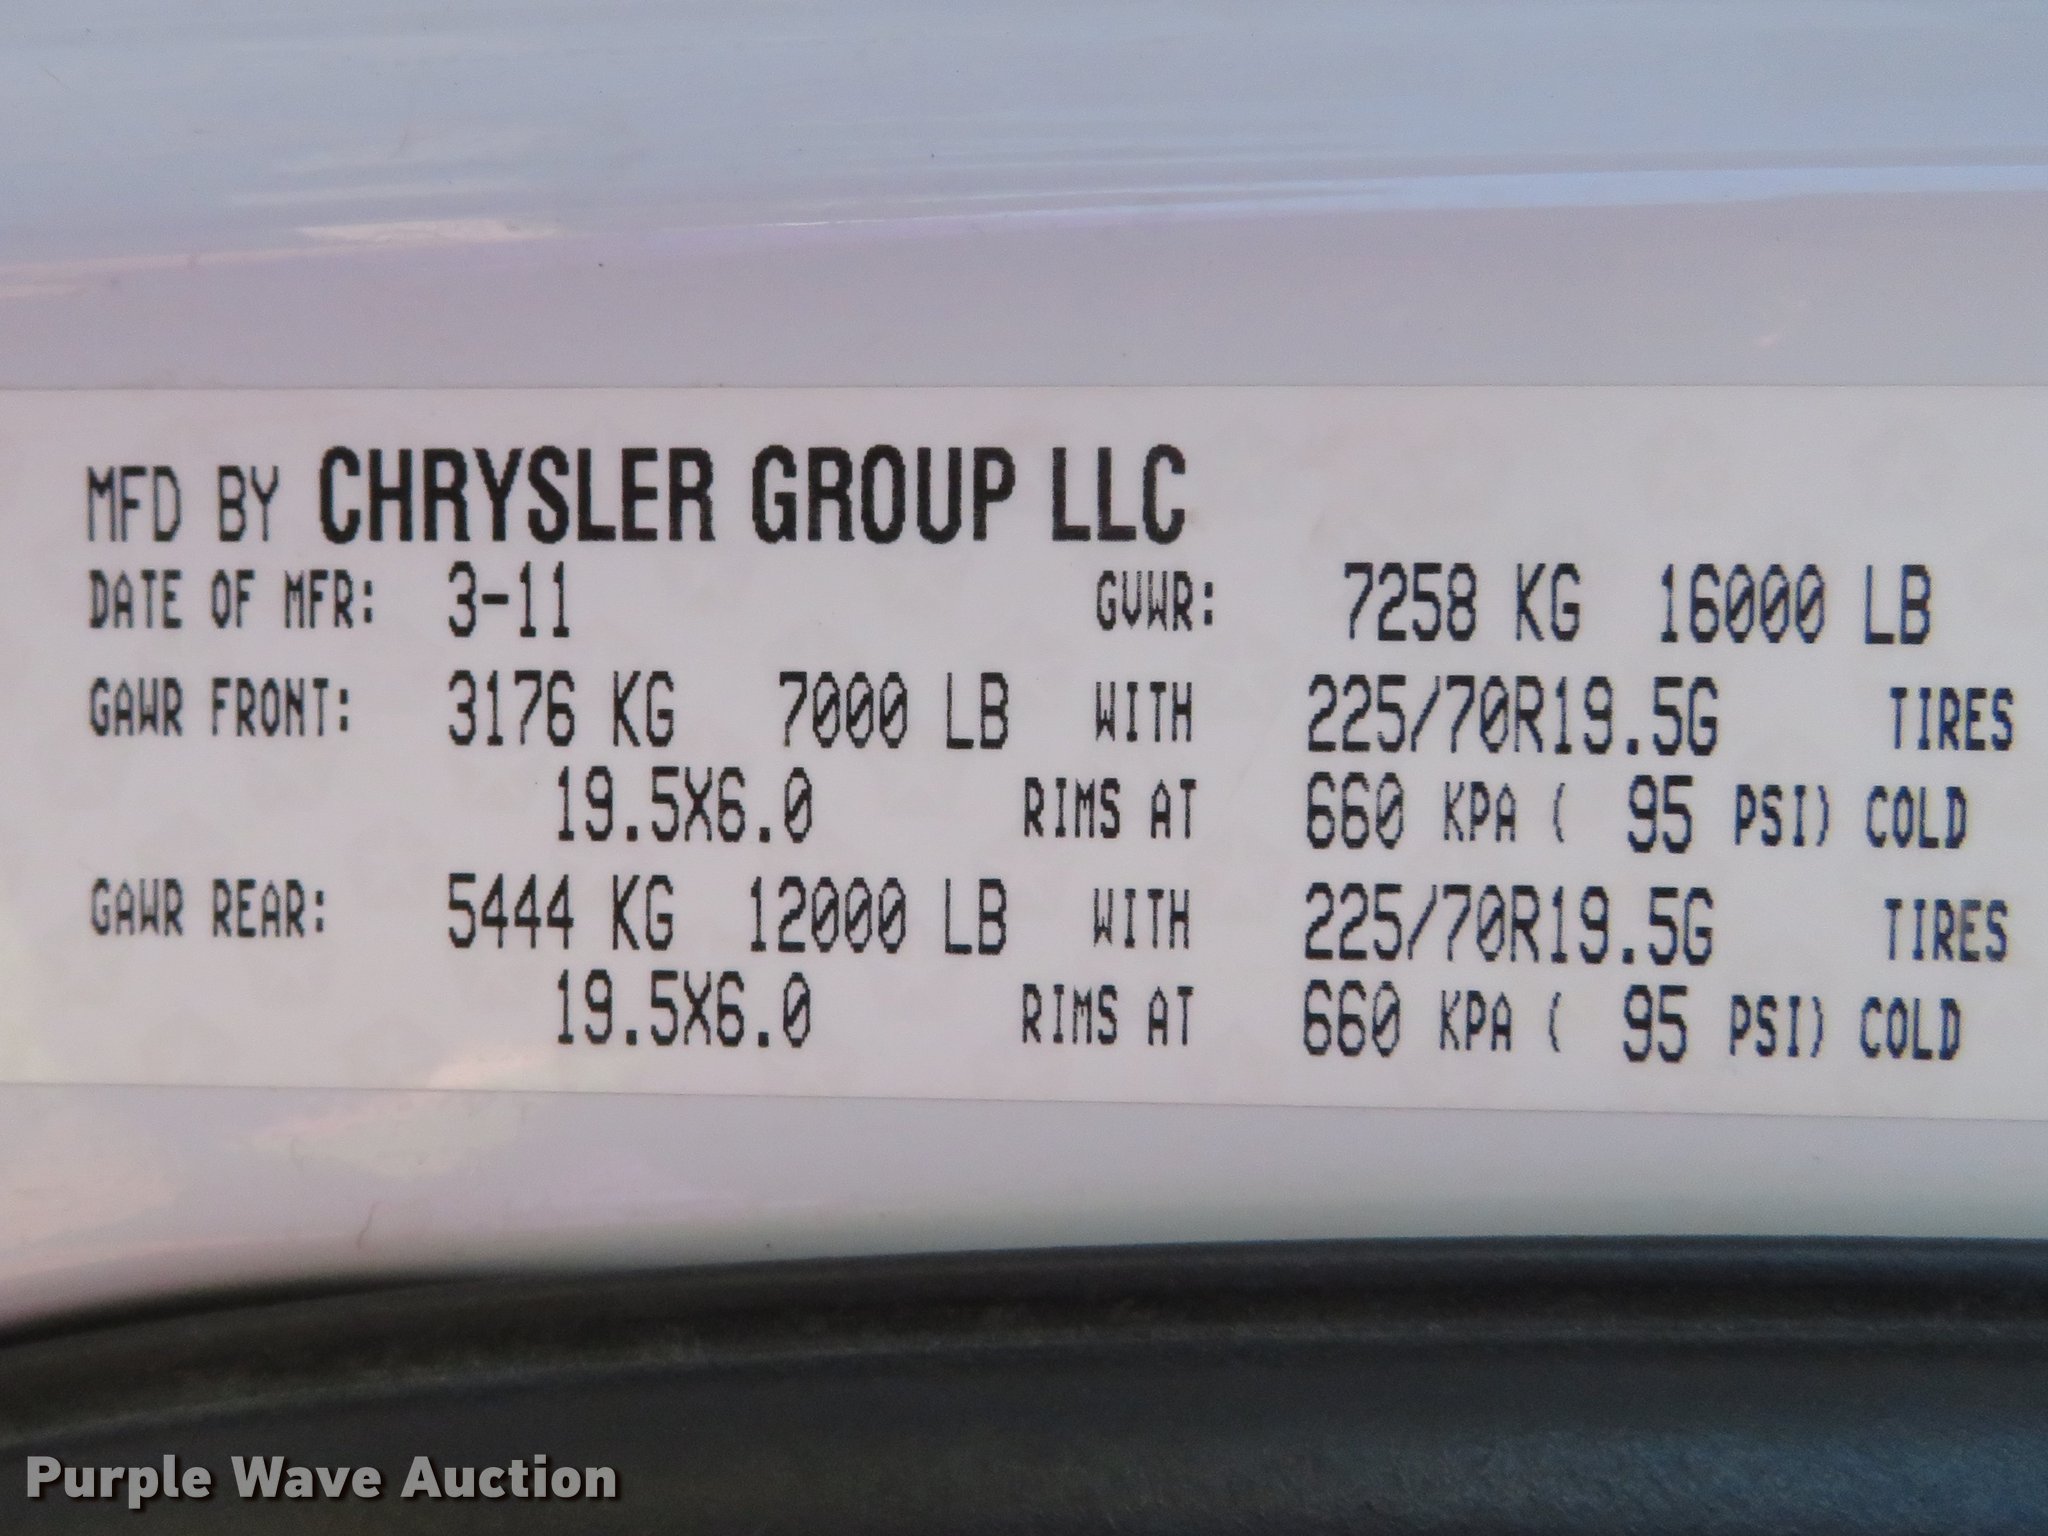 MFD BY CHRYSLER GROUP LLC
DATE OF MFR: 3-11 GVWR: 7258 KG 16000 LB
GAWR FRONT: 3176 KG 7000 LB WITH 225/70R19.5G TIRES
19.5X6.0 RIMS AT 660 KPA ( 95 PSI) COLD
GAWR REAR: 5444 KG 12000 LB WITH 225/70R19.5G TIRES
19.5X6.0 RIMS AT 660 KPA ( 95 PSI) COLD
Purple Wave Auction